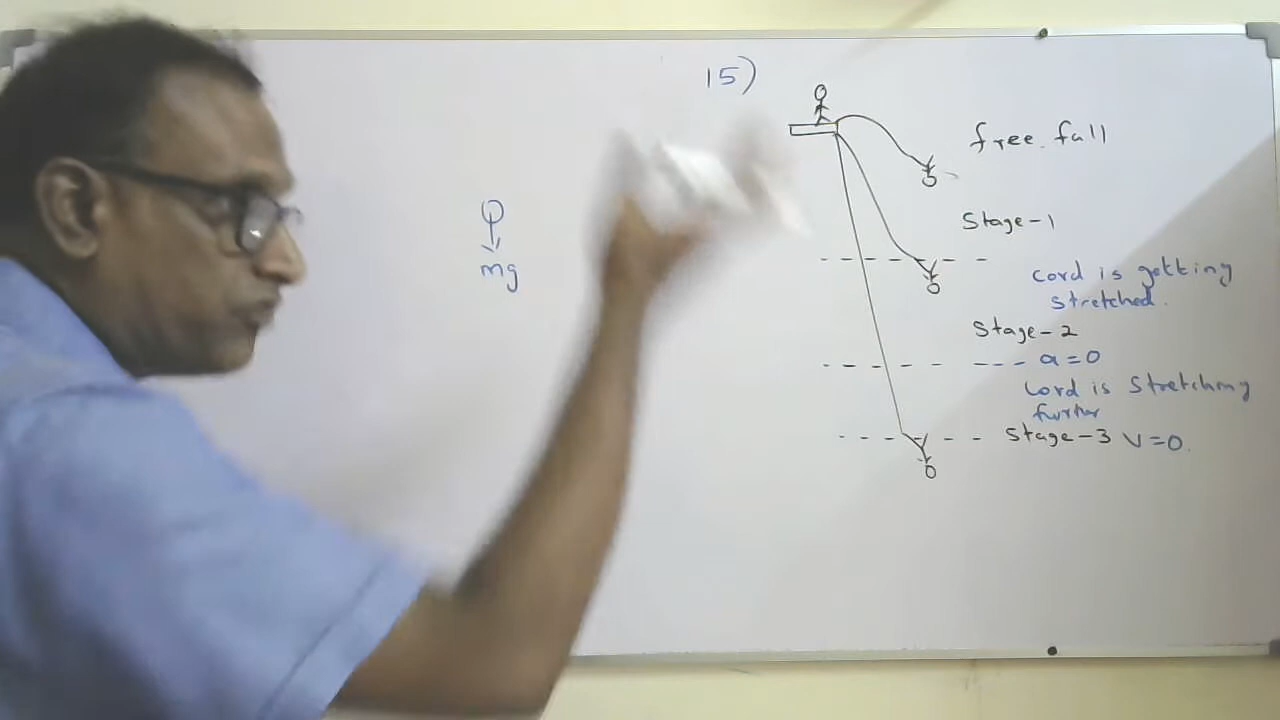 15)
free fall
mg
Stage-1
Cord is getting
stretched.
Stage-2
a=0
Cord is Stretching
further
Stage-3 V=0.